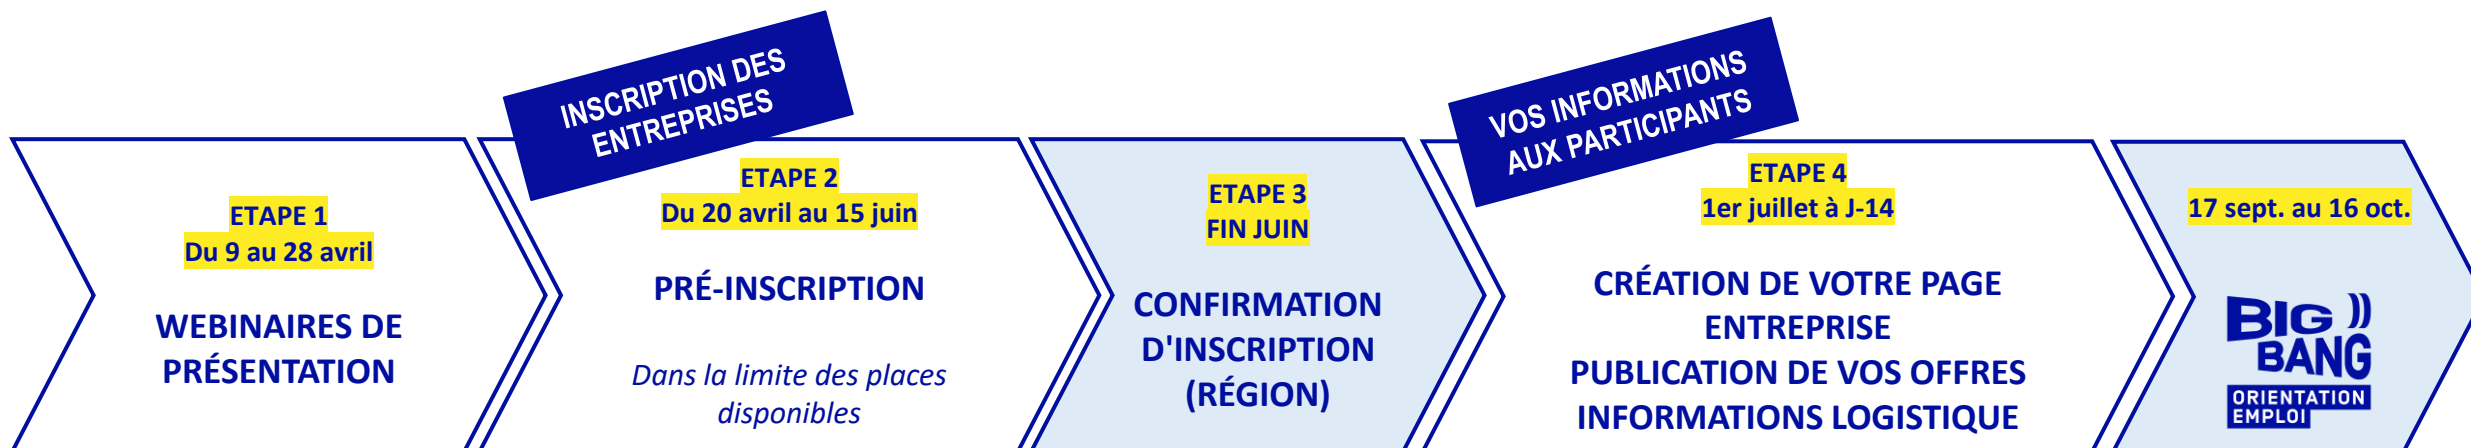 ETAPE 1
Du 9 au 28 avril
WEBINAIRES DE
PRÉSENTATION
INSCRIPTION DES
ENTREPRISES
ETAPE 2
Du 20 avril au 15 juin
PRÉ-INSCRIPTION
Dans la limite des places
disponibles
ETAPE 3
FIN JUIN
CONFIRMATION
D'INSCRIPTION
(RÉGION)
VOS INFORMATIONS
AUX PARTICIPANTS
ETAPE 4
1er juillet à J-14
CRÉATION DE VOTRE PAGE
ENTREPRISE
PUBLICATION DE VOS OFFRES
INFORMATIONS LOGISTIQUE
17 sept. au 16 oct.
BIG
BANG
ORIENTATION
EMPLOI